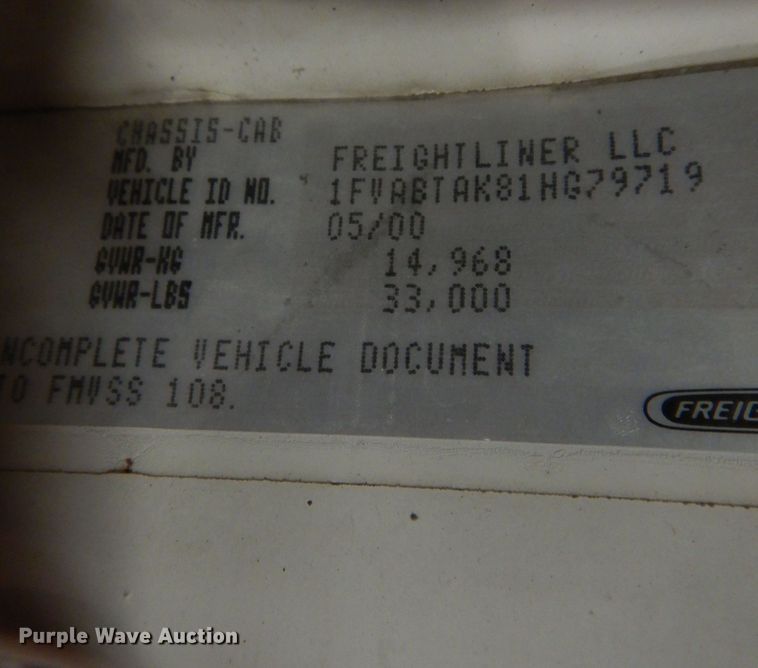 CHASSIS-CAB
MFD. BY FREIGHTLINER LLC
VEHICLE ID NO. 1FVABTAK81HG79719
DATE OF MFR. 05/00
GVWR-KG 14,968
GVWR-LBS 33,000
NCOMPLETE VEHICLE DOCUMENT
TO FMVSS 108.
FREIG
Purple Wave Auction